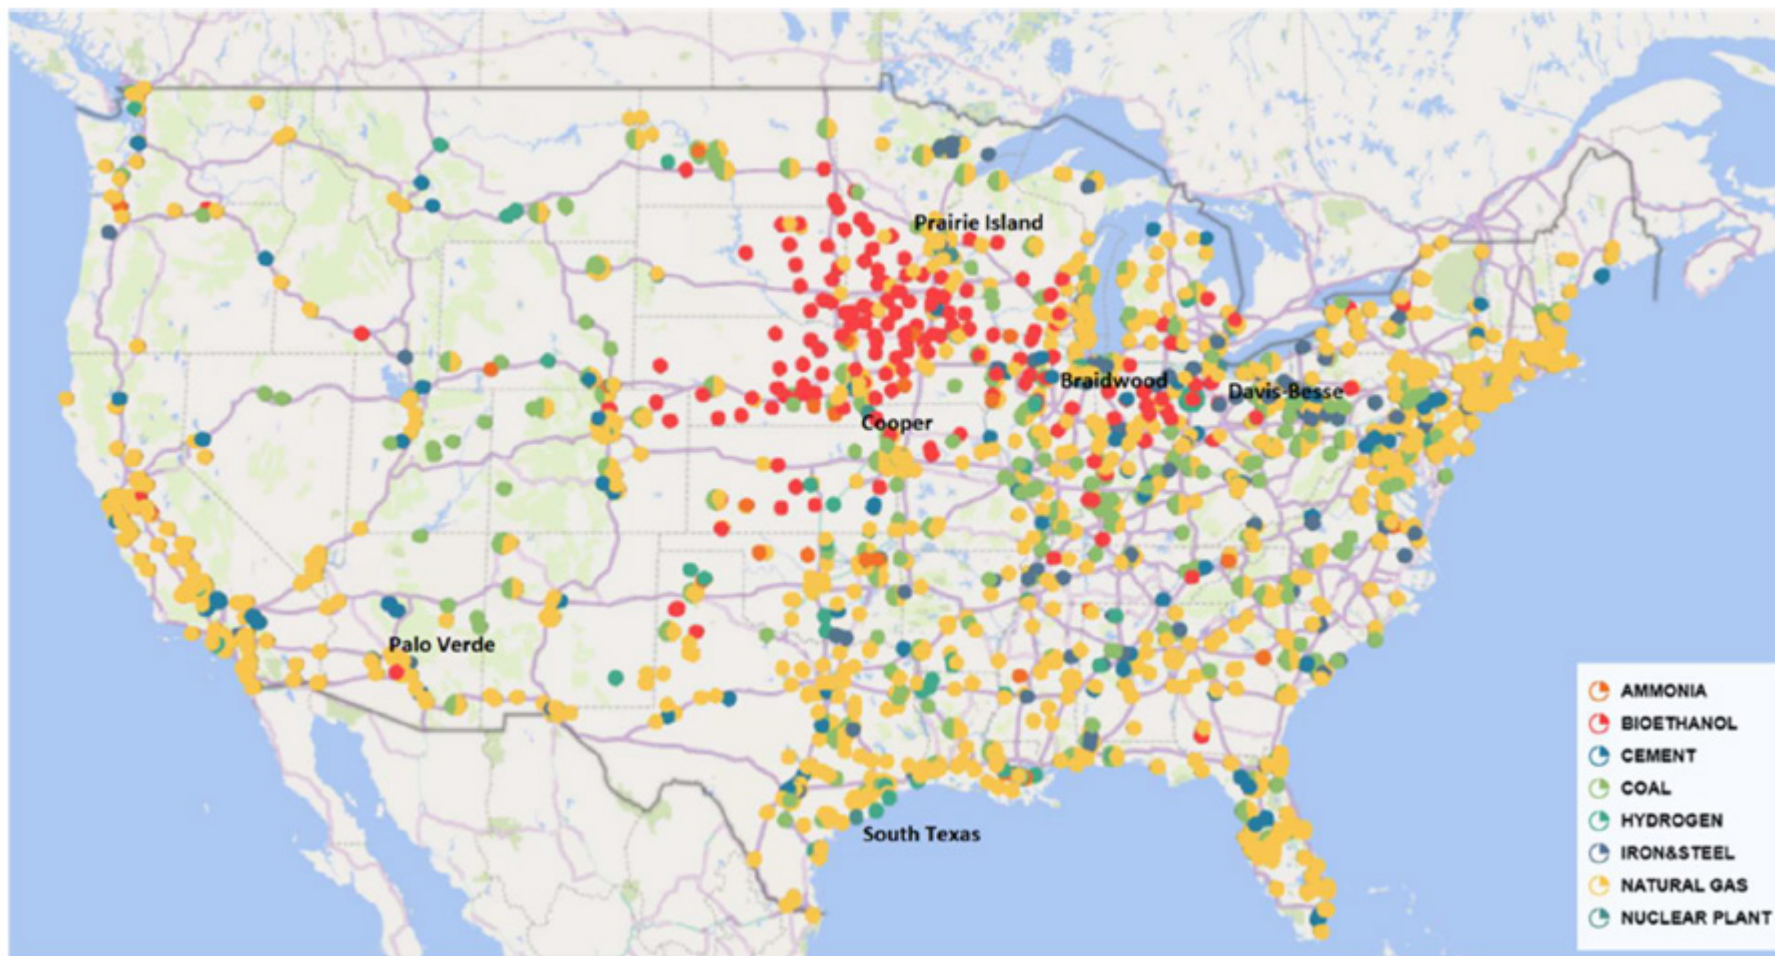 Prairie Island
Braidwood
Davis-Besse
Cooper
Palo Verde
South Texas
AMMONIA
BIOETHANOL
CEMENT
COAL
HYDROGEN
IRON&STEEL
NATURAL GAS
NUCLEAR PLANT